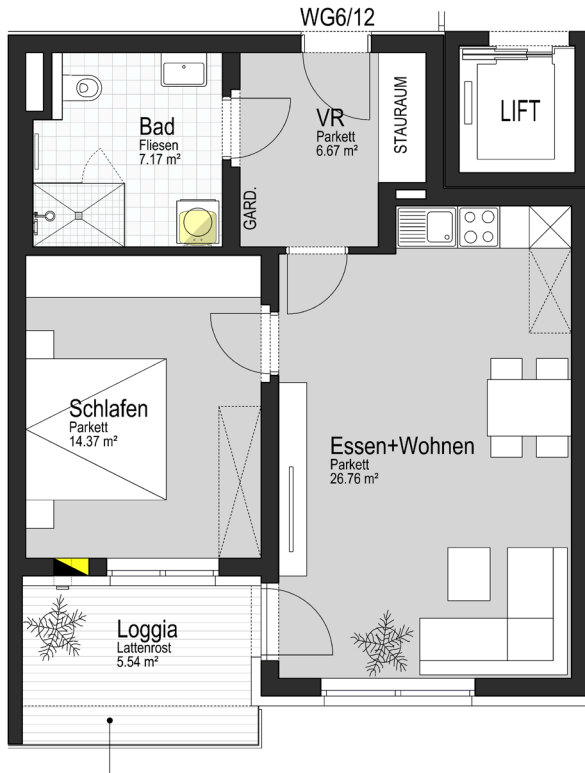 WG6/12
LIFT
STAURAUM
VR
Parkett
6.67 m²
Bad
Fliesen
7.17 m²
GARD.
Schlafen
Parkett
14.37 m²
Essen+Wohnen
Parkett
26.76 m²
Loggia
Lattenrost
5.54 m²